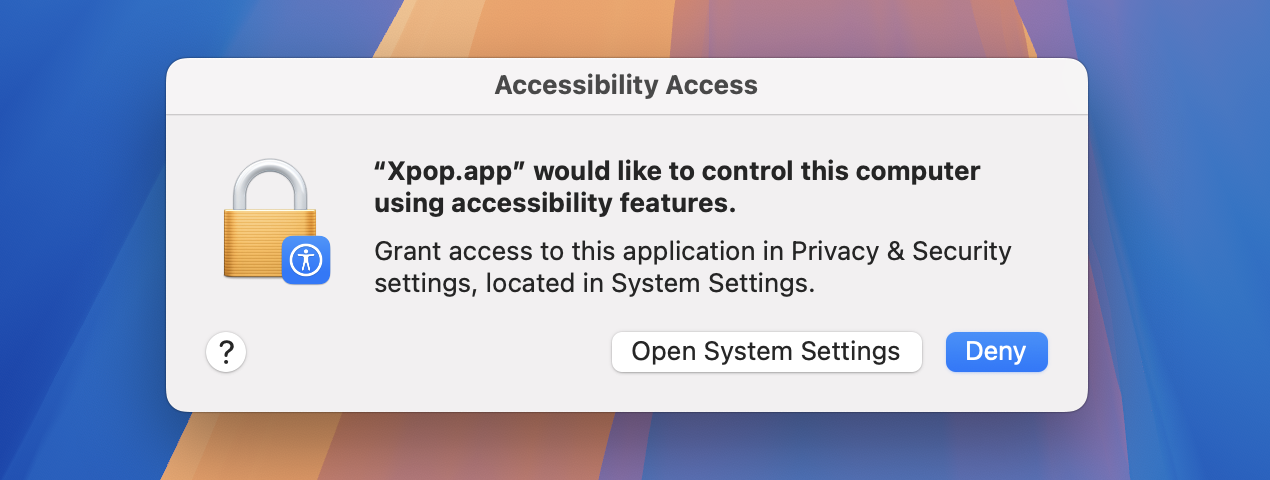 Accessibility Access
“Xpop.app” would like to control this computer
using accessibility features.
Grant access to this application in Privacy & Security
settings, located in System Settings.
? Open System Settings Deny